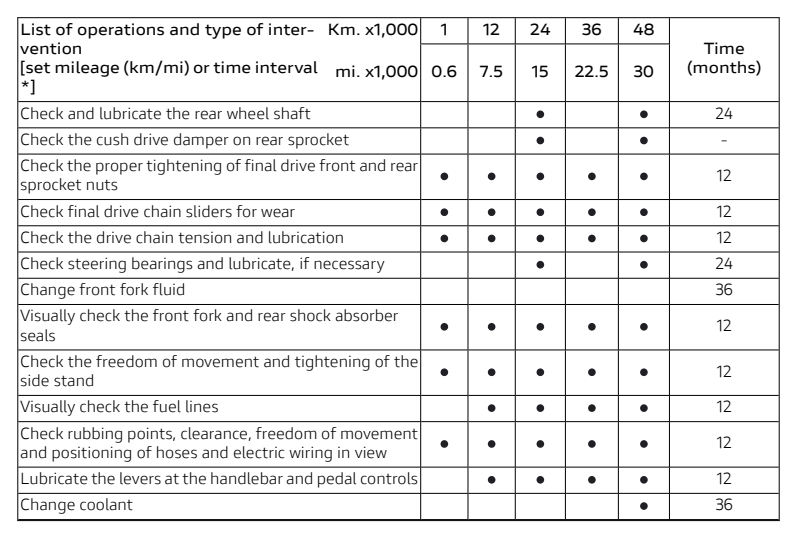 List of operations and type of inter- Km. x1,000 1 12 24 36 48 Time
vention
[set mileage (km/mi) or time interval mi. x1,000 0.6 7.5 15 22.5 30 (months)
*]
Check and lubricate the rear wheel shaft ● ● 24
Check the cush drive damper on rear sprocket ● ● -
Check the proper tightening of final drive front and rear
sprocket nuts ● ● ● ● ● 12
Check final drive chain sliders for wear ● ● ● ● ● 12
Check the drive chain tension and lubrication ● ● ● ● ● 12
Check steering bearings and lubricate, if necessary ● ● 24
Change front fork fluid 36
Visually check the front fork and rear shock absorber
seals ● ● ● ● ● 12
Check the freedom of movement and tightening of the
side stand ● ● ● ● ● 12
Visually check the fuel lines ● ● ● ● 12
Check rubbing points, clearance, freedom of movement
and positioning of hoses and electric wiring in view ● ● ● ● ● 12
Lubricate the levers at the handlebar and pedal controls ● ● ● ● 12
Change coolant ● 36